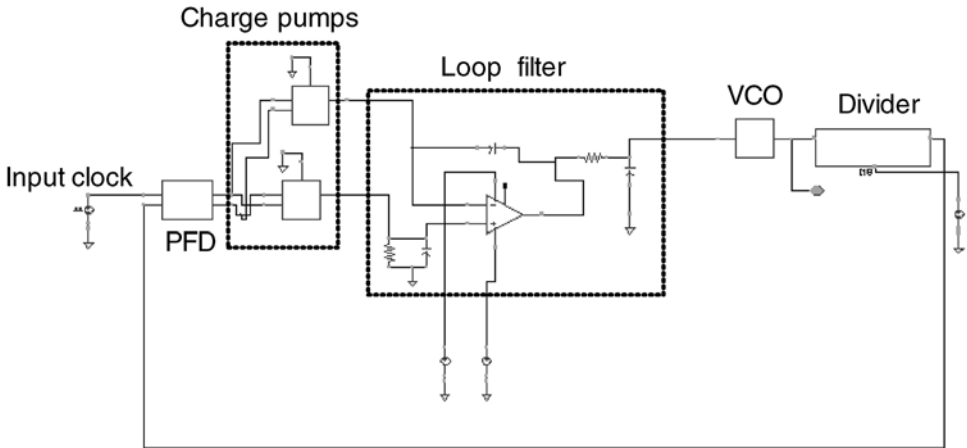 Charge pumps
Loop filter
VCO
Divider
Input clock
PFD